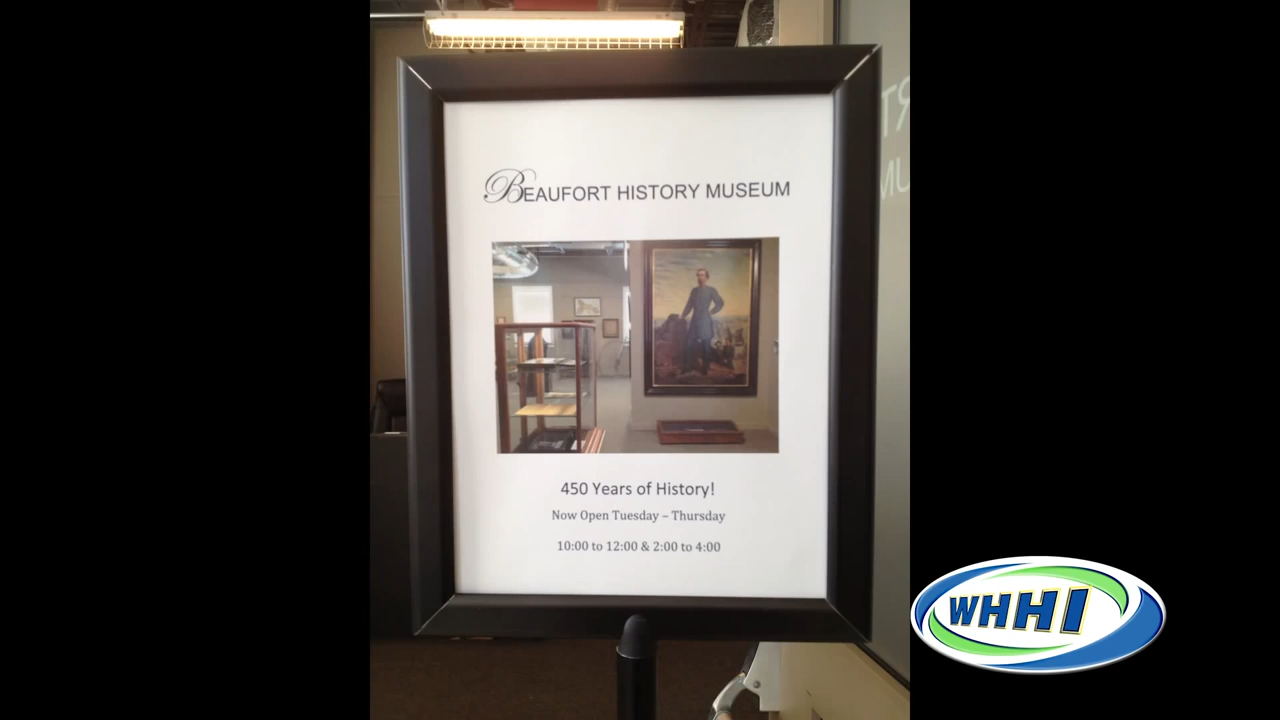 BEAUFORT HISTORY MUSEUM
450 Years of History!
Now Open Tuesday – Thursday
10:00 to 12:00 & 2:00 to 4:00
WHHI